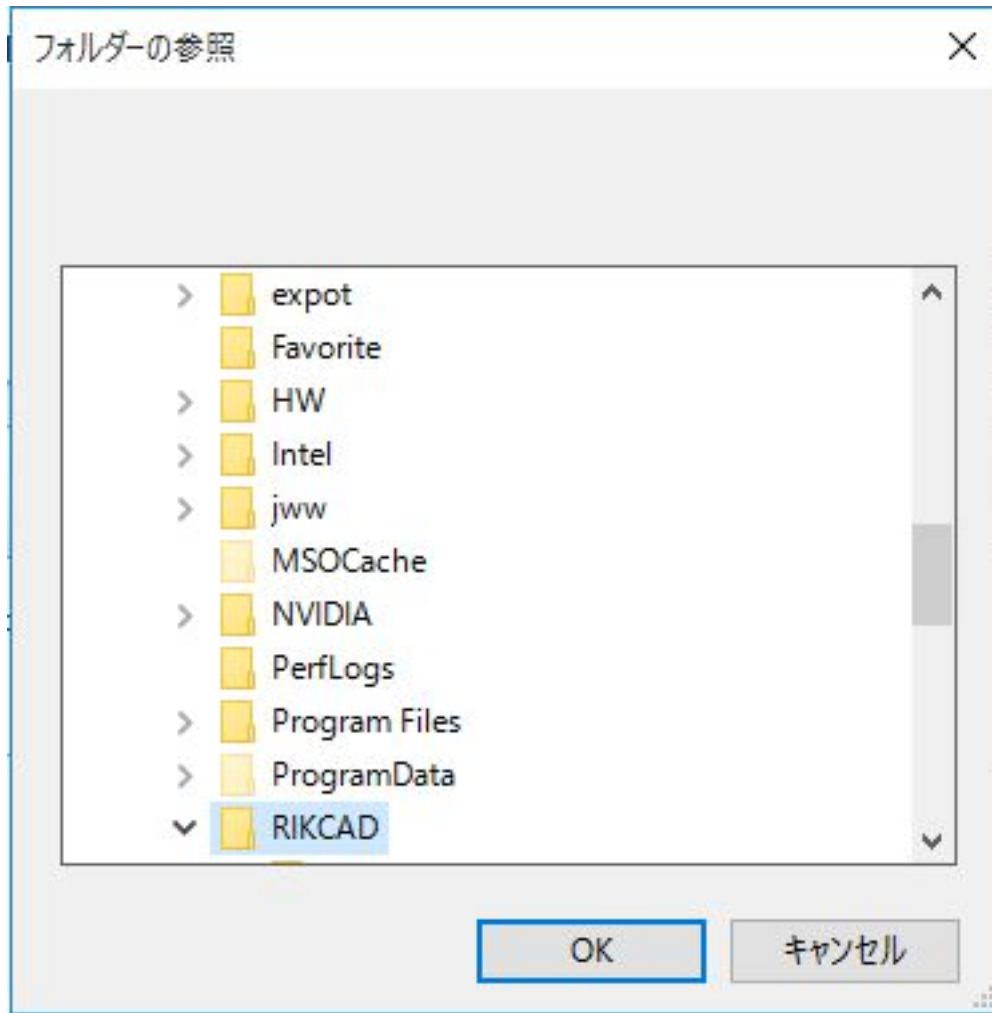 フォルダーの参照
expot
Favorite
HW
Intel
jww
MSOCache
NVIDIA
PerfLogs
Program Files
ProgramData
RIKCAD
OK
キャンセル